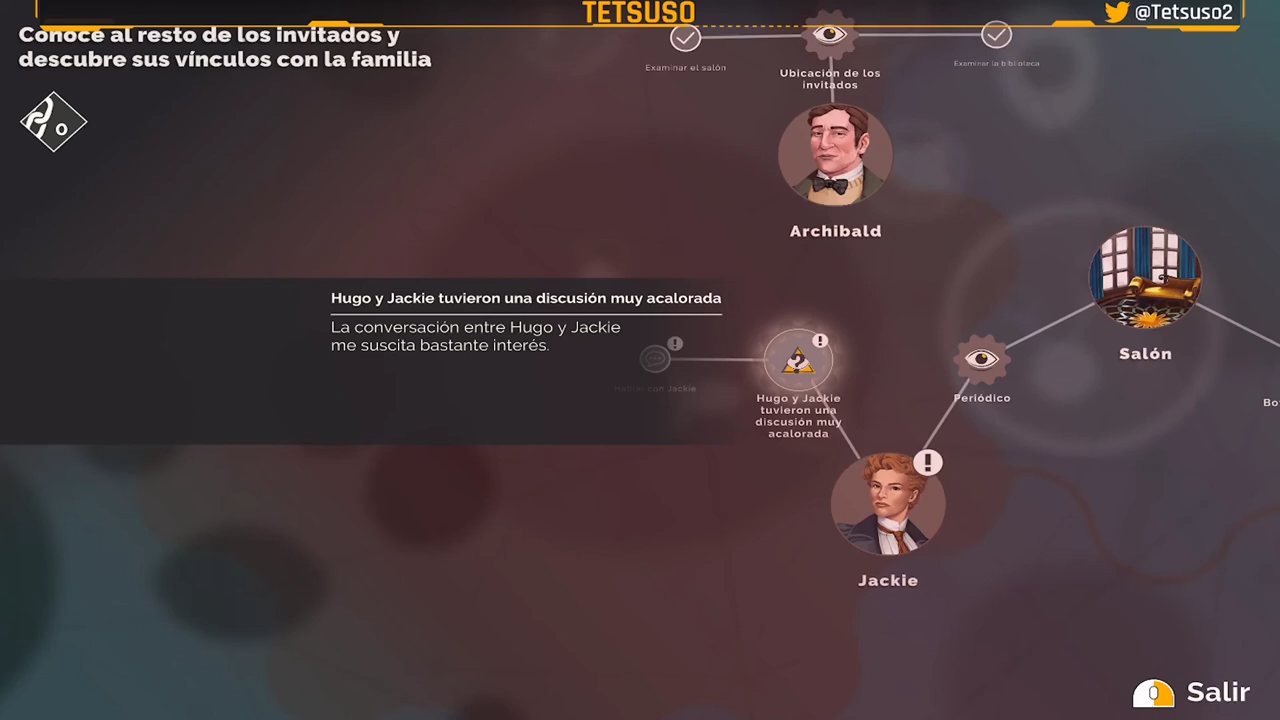 TETSUSO
@Tetsuso2
Conoce al resto de los invitados y
descubre sus vínculos con la familia
0
Examinar el salón
Ubicación de los
invitados
Examinar la biblioteca
Archibald
Hugo y Jackie tuvieron una discusión muy acalorada
La conversación entre Hugo y Jackie
me suscita bastante interés.
Hablar con Jackie
Hugo y Jackie
tuvieron una
discusión muy
acalorada
Periódico
Salón
Bo
Jackie
Salir